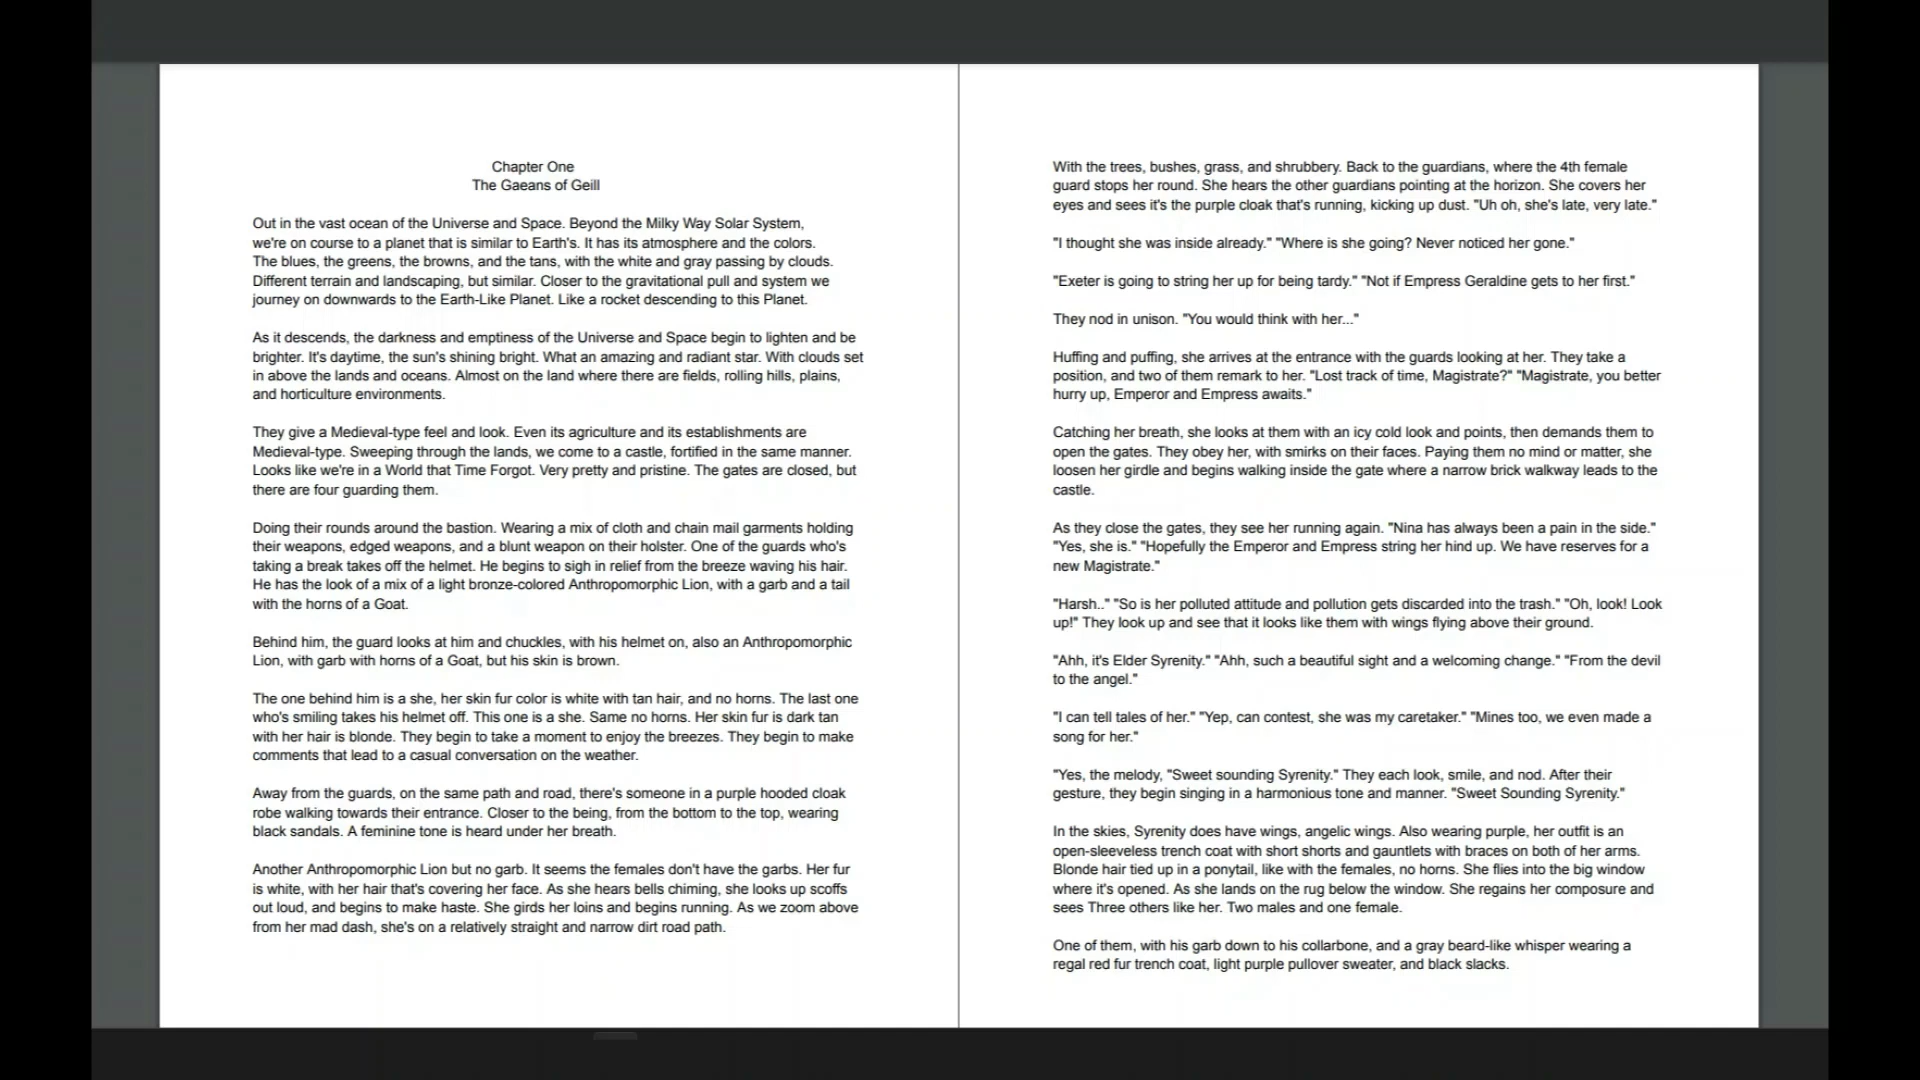 Chapter One
The Gaeans of Geill
Out in the vast ocean of the Universe and Space. Beyond the Milky Way Solar System,
we're on course to a planet that is similar to Earth's. It has its atmosphere and the colors.
The blues, the greens, the browns, and the tans, with the white and gray passing by clouds.
Different terrain and landscaping, but similar. Closer to the gravitational pull and system we
journey on downwards to the Earth-Like Planet. Like a rocket descending to this Planet.
As it descends, the darkness and emptiness of the Universe and Space begin to lighten and be
brighter. It's daytime, the sun's shining bright. What an amazing and radiant star. With clouds set
in above the lands and oceans. Almost on the land where there are fields, rolling hills, plains,
and horticulture environments.
They give a Medieval-type feel and look. Even its agriculture and its establishments are
Medieval-type. Sweeping through the lands, we come to a castle, fortified in the same manner.
Looks like we're in a World that Time Forgot. Very pretty and pristine. The gates are closed, but
there are four guarding them.
Doing their rounds around the bastion. Wearing a mix of cloth and chain mail garments holding
their weapons, edged weapons, and a blunt weapon on their holster. One of the guards who's
taking a break takes off the helmet. He begins to sigh in relief from the breeze waving his hair.
He has the look of a mix of a light bronze-colored Anthropomorphic Lion, with a garb and a tail
with the horns of a Goat.
Behind him, the guard looks at him and chuckles, with his helmet on, also an Anthropomorphic
Lion, with garb with horns of a Goat, but his skin is brown.
The one behind him is a she, her skin fur color is white with tan hair, and no horns. The last one
who's smiling takes his helmet off. This one is a she. Same no horns. Her skin fur is dark tan
with her hair is blonde. They begin to take a moment to enjoy the breezes. They begin to make
comments that lead to a casual conversation on the weather.
Away from the guards, on the same path and road, there's someone in a purple hooded cloak
robe walking towards their entrance. Closer to the being, from the bottom to the top, wearing
black sandals. A feminine tone is heard under her breath.
Another Anthropomorphic Lion but no garb. It seems the females don't have the garbs. Her fur
is white, with her hair that's covering her face. As she hears bells chiming, she looks up scoffs
out loud, and begins to make haste. She girds her loins and begins running. As we zoom above
from her mad dash, she's on a relatively straight and narrow dirt road path.
With the trees, bushes, grass, and shrubbery. Back to the guardians, where the 4th female
guard stops her round. She hears the other guardians pointing at the horizon. She covers her
eyes and sees it's the purple cloak that's running, kicking up dust. "Uh oh, she's late, very late."
"I thought she was inside already." "Where is she going? Never noticed her gone."
"Exeter is going to string her up for being tardy." "Not if Empress Geraldine gets to her first."
They nod in unison. "You would think with her..."
Huffing and puffing, she arrives at the entrance with the guards looking at her. They take a
position, and two of them remark to her. "Lost track of time, Magistrate?" "Magistrate, you better
hurry up, Emperor and Empress awaits."
Catching her breath, she looks at them with an icy cold look and points, then demands them to
open the gates. They obey her, with smirks on their faces. Paying them no mind or matter, she
loosen her girdle and begins walking inside the gate where a narrow brick walkway leads to the
castle.
As they close the gates, they see her running again. "Nina has always been a pain in the side."
"Yes, she is." "Hopefully the Emperor and Empress string her hind up. We have reserves for a
new Magistrate."
"Harsh.." "So is her polluted attitude and pollution gets discarded into the trash." "Oh, look! Look
up!" They look up and see that it looks like them with wings flying above their ground.
"Ahh, it's Elder Syrenity." "Ahh, such a beautiful sight and a welcoming change." "From the devil
to the angel."
"I can tell tales of her." "Yep, can contest, she was my caretaker." "Mines too, we even made a
song for her."
"Yes, the melody, "Sweet sounding Syrenity." They each look, smile, and nod. After their
gesture, they begin singing in a harmonious tone and manner. "Sweet Sounding Syrenity."
In the skies, Syrenity does have wings, angelic wings. Also wearing purple, her outfit is an
open-sleeveless trench coat with short shorts and gauntlets with braces on both of her arms.
Blonde hair tied up in a ponytail, like with the females, no horns. She flies into the big window
where it's opened. As she lands on the rug below the window. She regains her composure and
sees Three others like her. Two males and one female.
One of them, with his garb down to his collarbone, and a gray beard-like whisper wearing a
regal red fur trench coat, light purple pullover sweater, and black slacks.